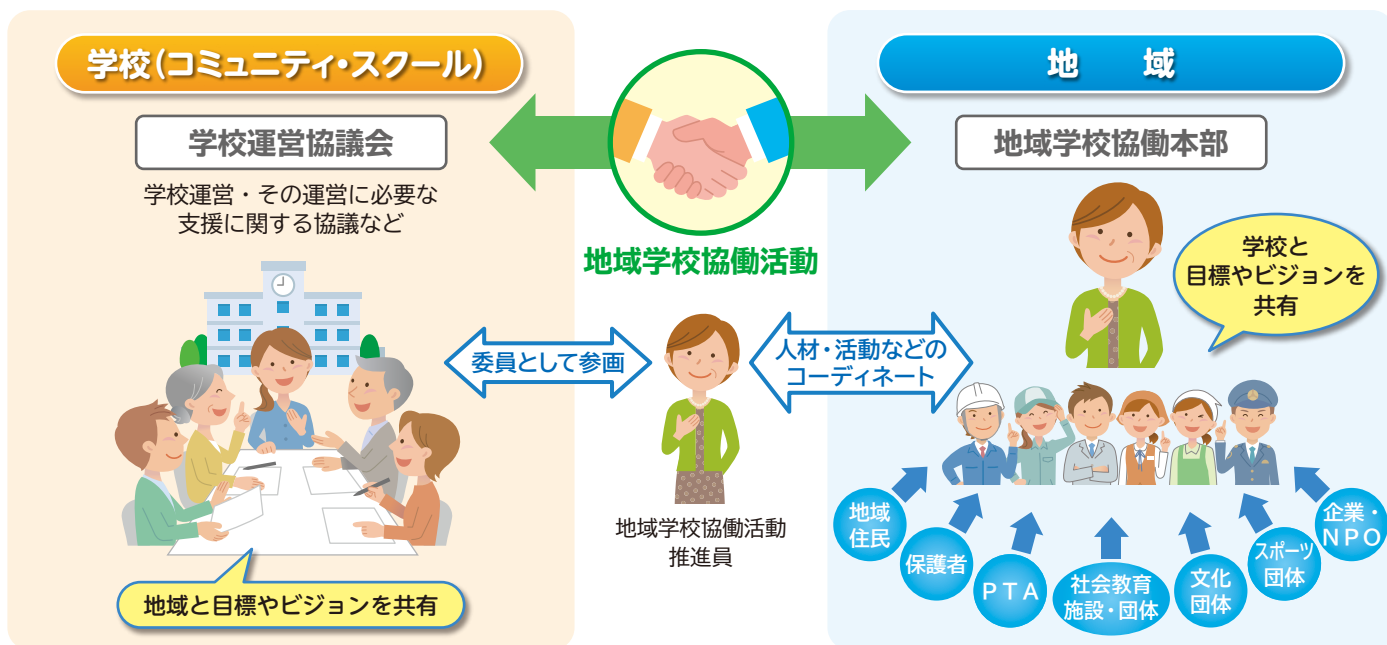 学校(コミュニティ・スクール)
学校運営協議会
学校運営・その運営に必要な
支援に関する協議など
地域と目標やビジョンを共有
地域学校協働活動
委員として参画
人材・活動などの
コーディネート
地域学校協働活動
推進員
地　域
地域学校協働本部
学校と
目標やビジョンを
共有
地域
住民
保護者
ＰＴＡ
社会教育
施設・団体
文化
団体
スポーツ
団体
企業・
ＮＰＯ